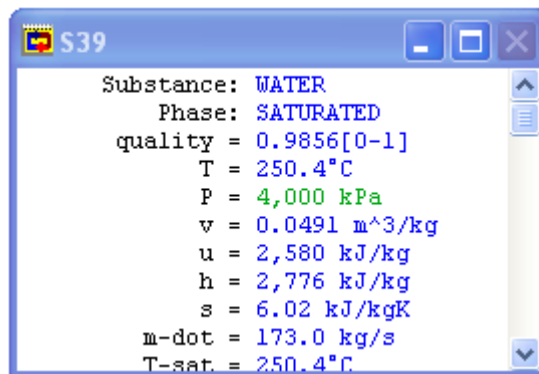 S39
Substance: WATER
Phase: SATURATED
quality = 0.9856[0-1]
T = 250.4°C
P = 4,000 kPa
v = 0.0491 m^3/kg
u = 2,580 kJ/kg
h = 2,776 kJ/kg
s = 6.02 kJ/kgK
m-dot = 173.0 kg/s
T-sat = 250.4°C